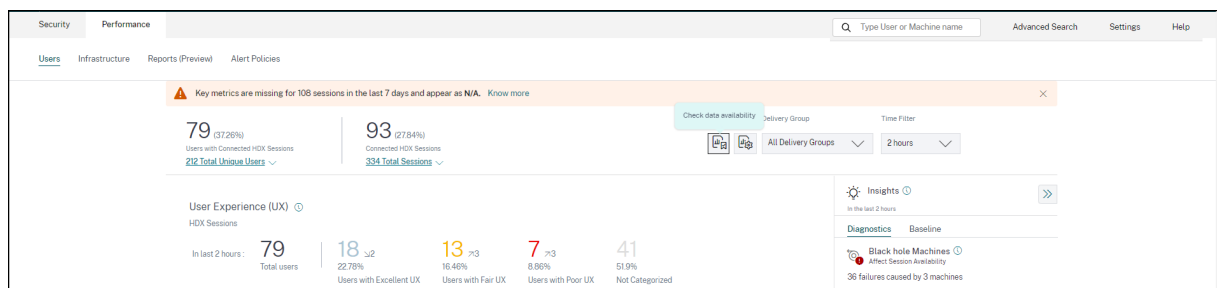 Security Performance Type User or Machine name Advanced Search Settings Help
Users Infrastructure Reports (Preview) Alert Policies
Key metrics are missing for 108 sessions in the last 7 days and appear as N/A. Know more
Check data availability
79 (37.26%)
Users with Connected HDX Sessions
212 Total Unique Users
93 (27.84%)
Connected HDX Sessions
334 Total Sessions
Delivery Group
All Delivery Groups
Time Filter
2 hours
User Experience (UX)
HDX Sessions
In last 2 hours :
79
Total users
18 2
22.78%
Users with Excellent UX
13 3
16.46%
Users with Fair UX
7 3
8.86%
Users with Poor UX
41
51.9%
Not Categorized
Insights
In the last 2 hours
Diagnostics Baseline
Black hole Machines
Affect Session Availability
36 failures caused by 3 machines